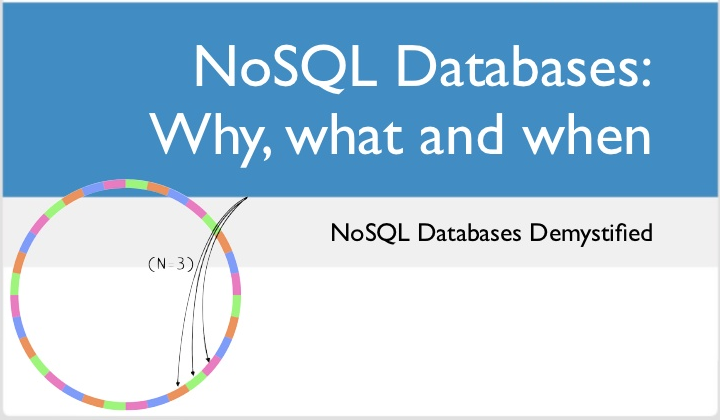 NoSQL Databases:
Why, what and when
NoSQL Databases Demystified
(N=3)